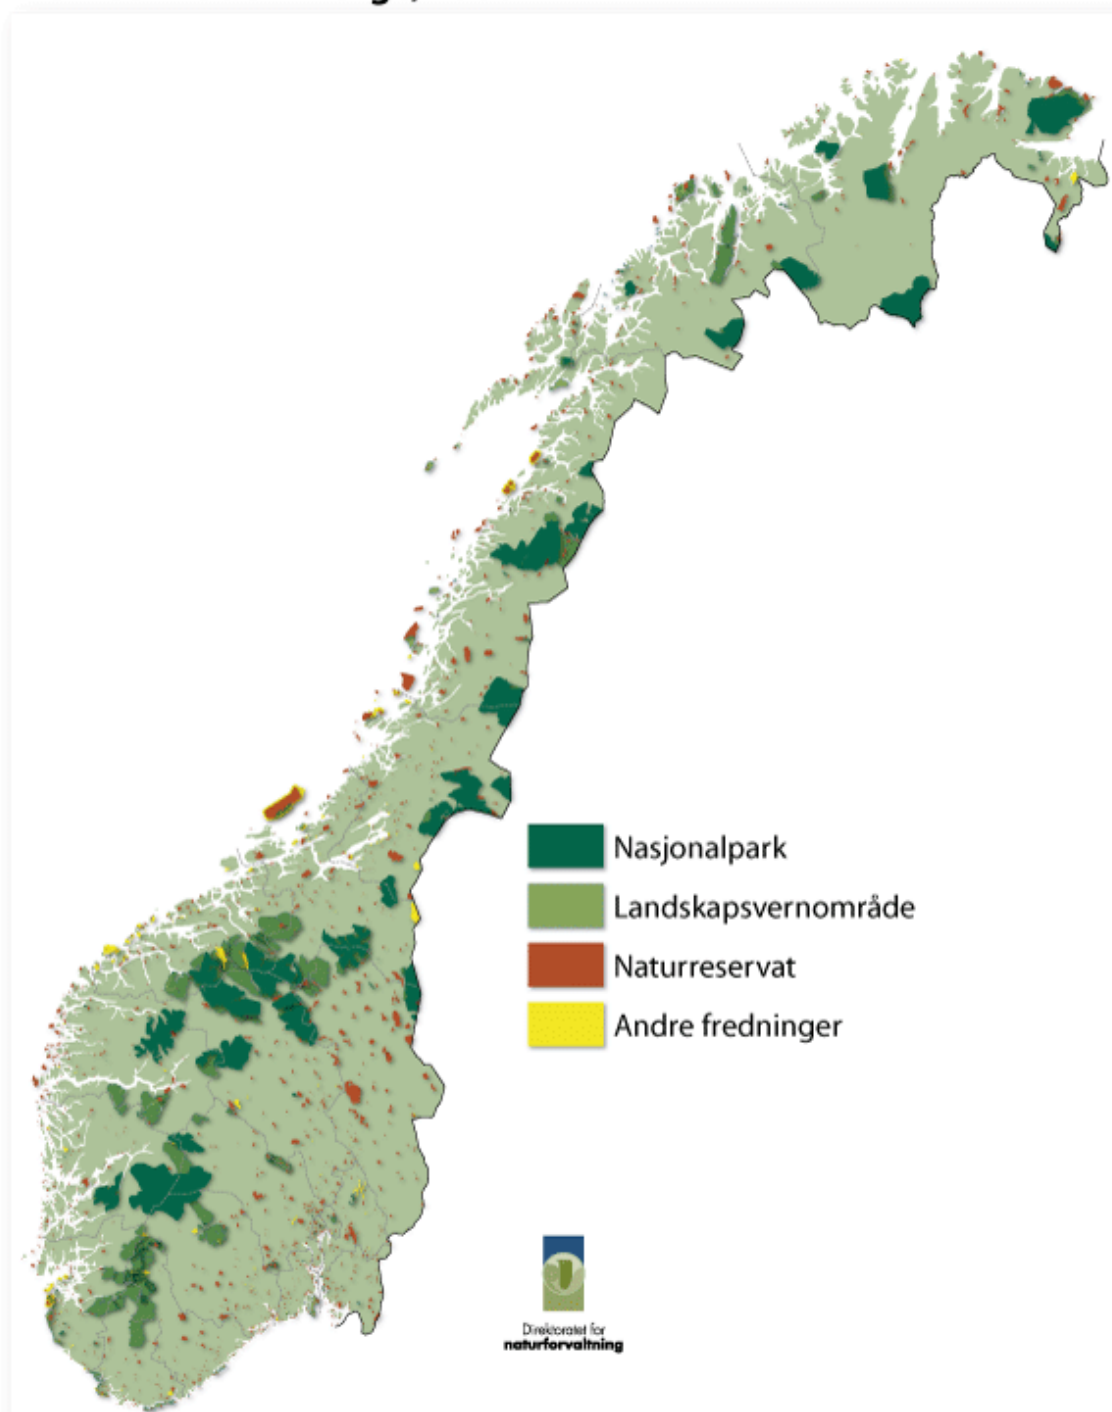 Nasjonalpark
Landskapsvernområde
Naturreservat
Andre fredninger
Direktoratet for
naturforvaltning